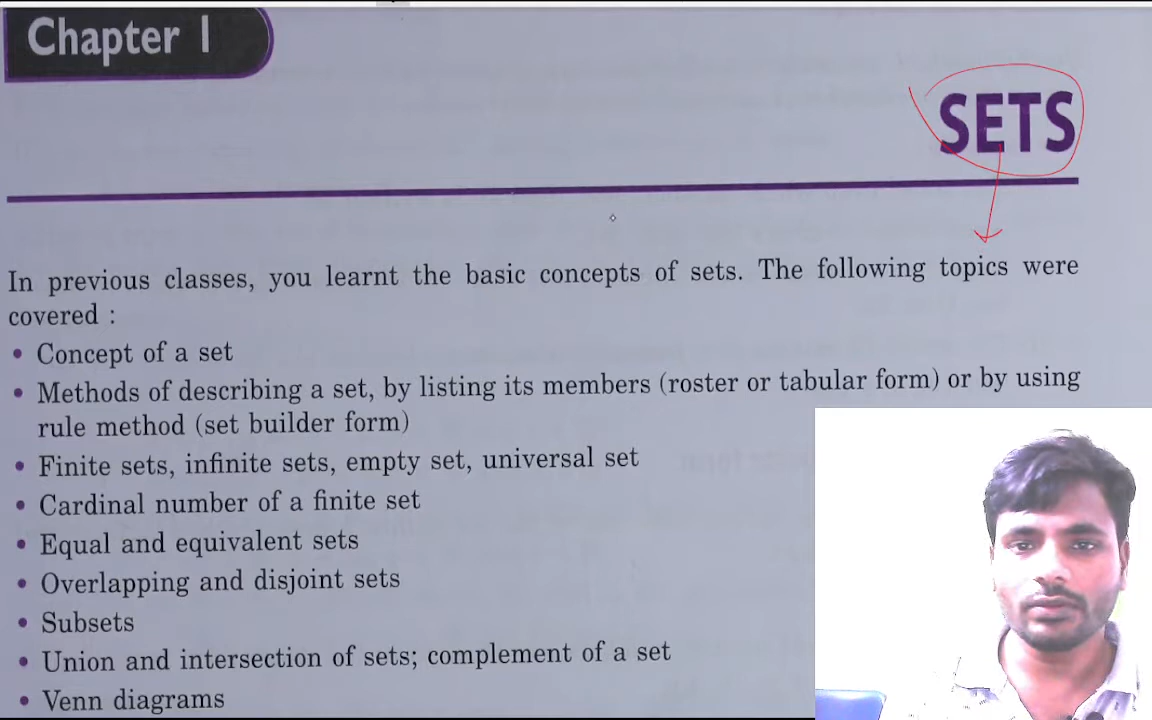 Chapter 1
SETS
In previous classes, you learnt the basic concepts of sets. The following topics were
covered :
• Concept of a set
• Methods of describing a set, by listing its members (roster or tabular form) or by using
rule method (set builder form)
• Finite sets, infinite sets, empty set, universal set
• Cardinal number of a finite set
• Equal and equivalent sets
• Overlapping and disjoint sets
• Subsets
• Union and intersection of sets; complement of a set
• Venn diagrams